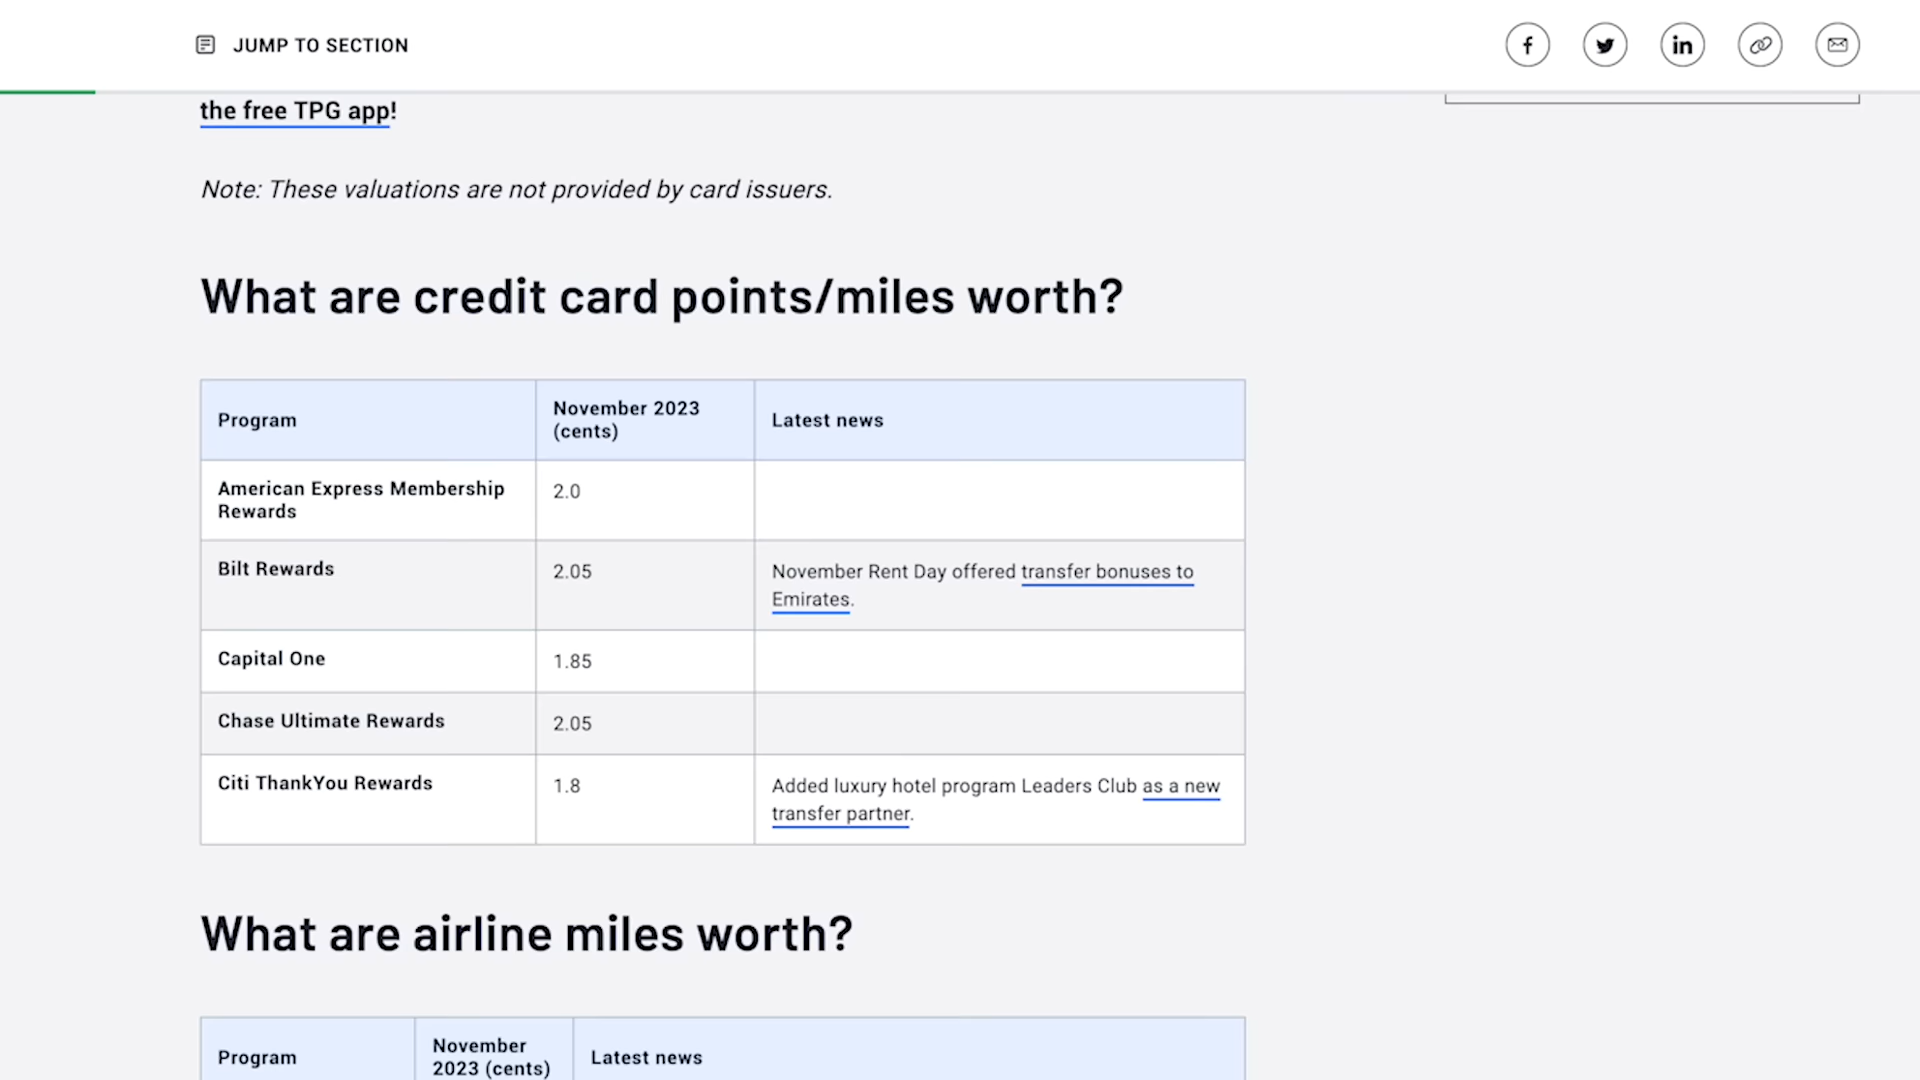 JUMP TO SECTION
the free TPG app!
Note: These valuations are not provided by card issuers.
What are credit card points/miles worth?
Program
November 2023
(cents)
Latest news
American Express Membership
Rewards
2.0
Bilt Rewards
2.05
November Rent Day offered transfer bonuses to
Emirates.
Capital One
1.85
Chase Ultimate Rewards
2.05
Citi ThankYou Rewards
1.8
Added luxury hotel program Leaders Club as a new
transfer partner.
What are airline miles worth?
Program
November
2023 (cents)
Latest news